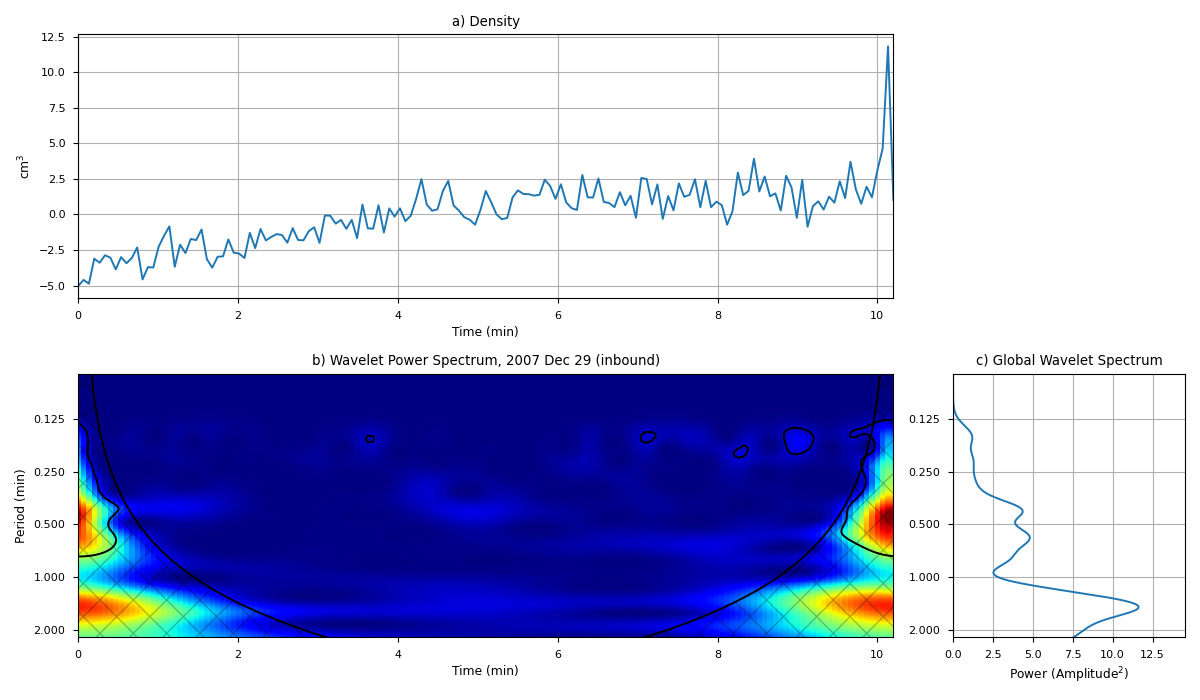 a) Density
12.5
10.0
7.5
5.0
2.5
0.0
−2.5
−5.0
cm³
0 2 4 6 8 10
Time (min)
b) Wavelet Power Spectrum, 2007 Dec 29 (inbound)
0.125
0.250
0.500
1.000
2.000
Period (min)
0 2 4 6 8 10
Time (min)
c) Global Wavelet Spectrum
0.125
0.250
0.500
1.000
2.000
0.0 2.5 5.0 7.5 10.0 12.5
Power (Amplitude²)